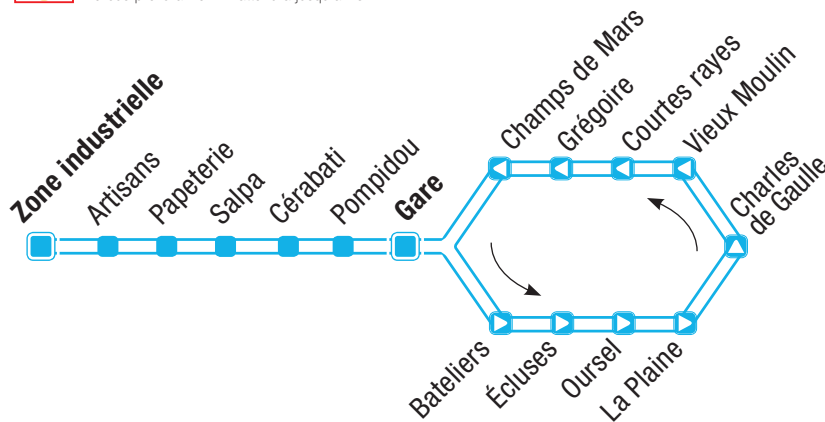 Zone industrielle
Artisans
Papeterie
Salpa
Cérabati
Pompidou
Gare
Champs de Mars
Grégoire
Courtes rayes
Vieux Moulin
Charles
de Gaulle
Bateliers
Écluses
Oursel
La Plaine